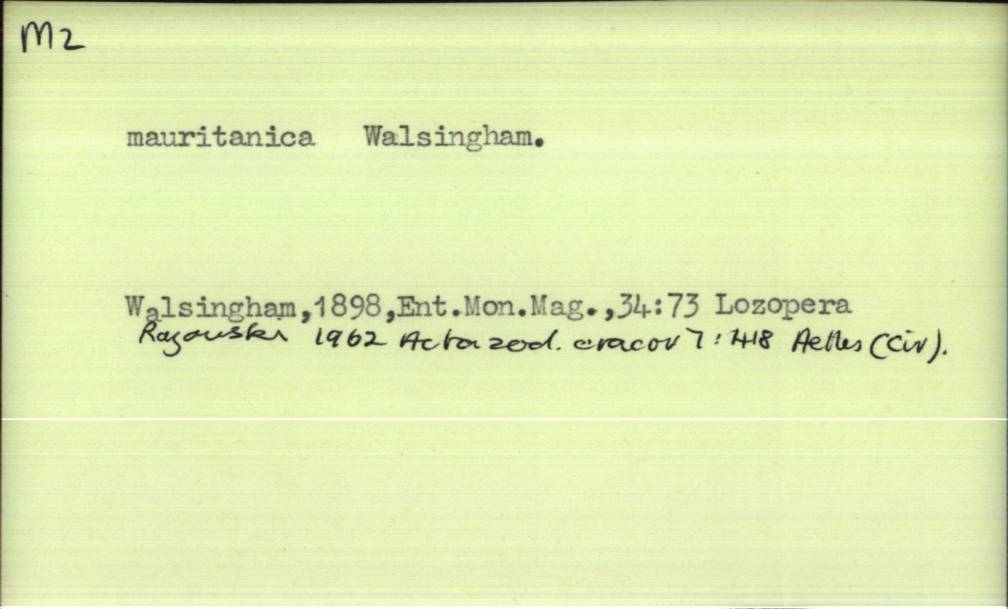 M2
mauritanica Walsingham.
Walsingham,1898,Ent.Mon.Mag.,34:73 Lozopera
Razowski 1962 Acta zool. cracov 7: 418 Aethes (Civ).